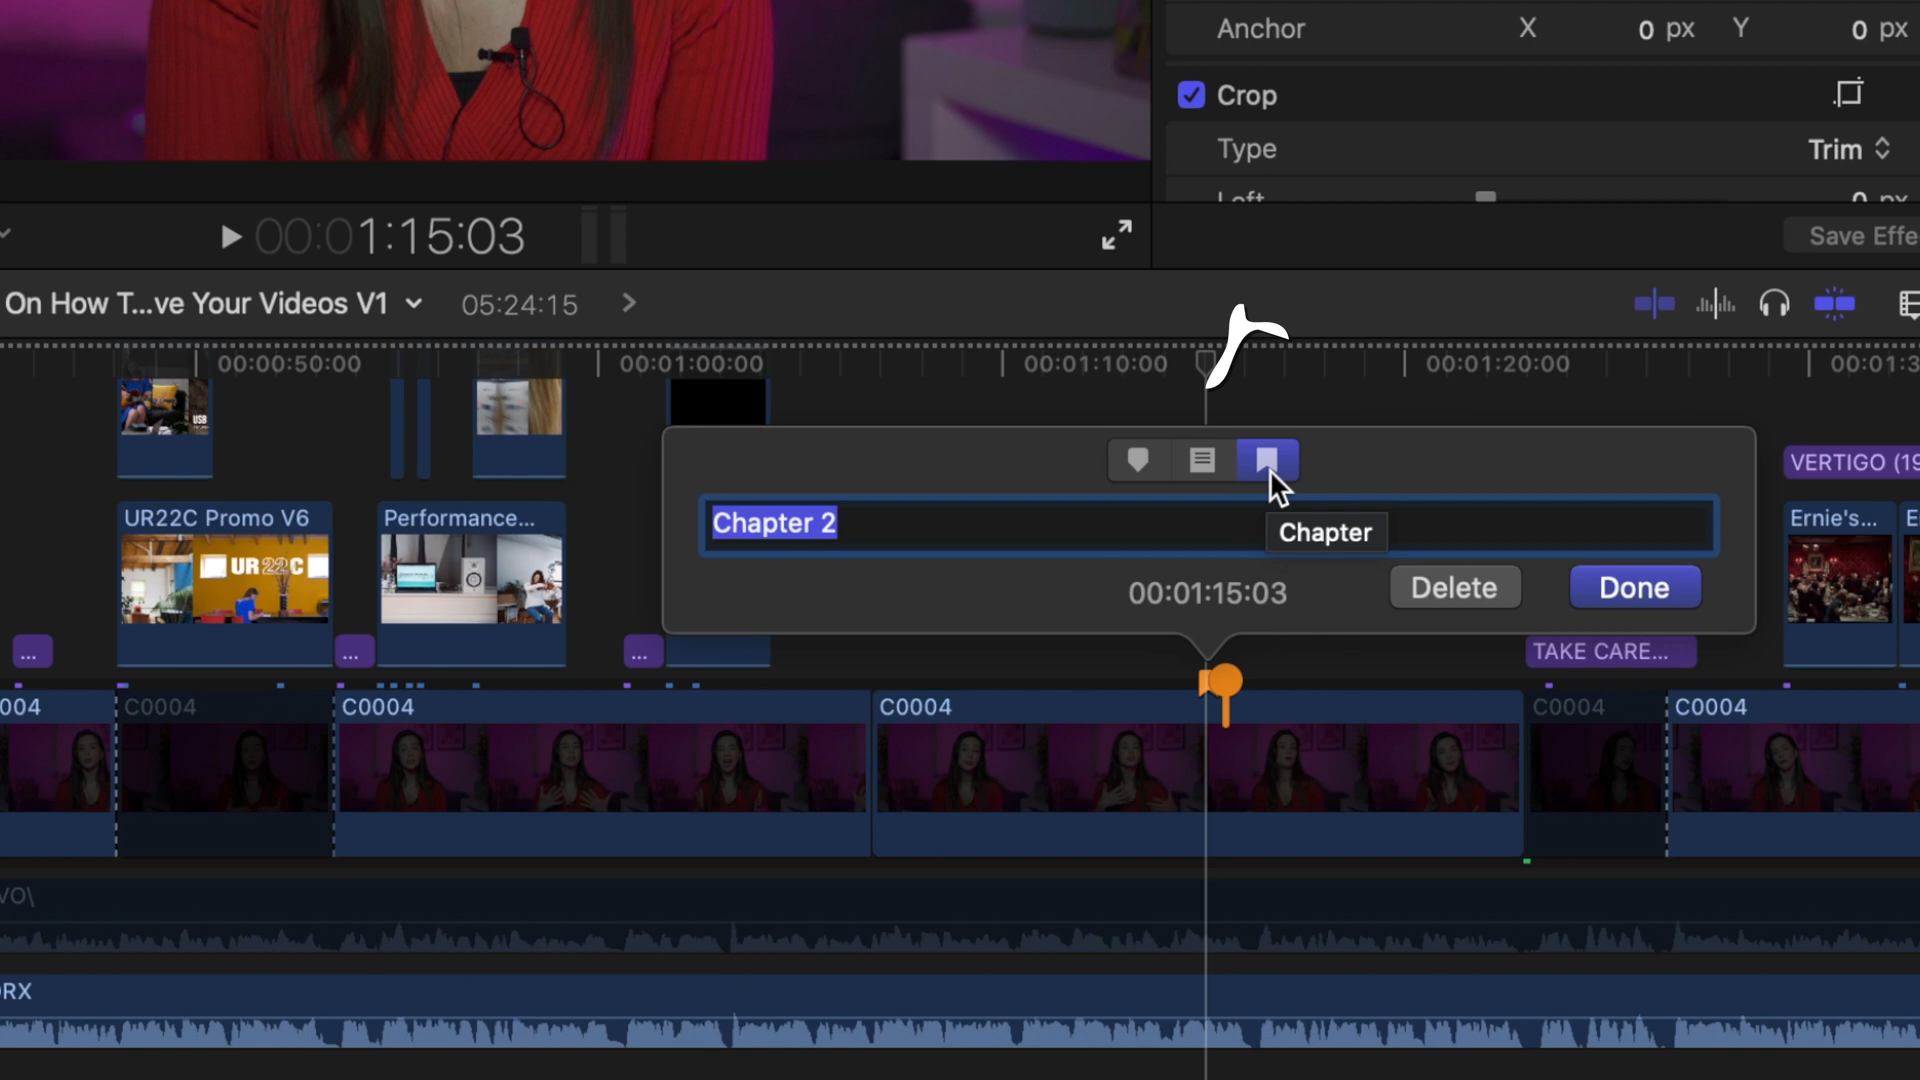 Anchor X 0 px Y 0 px
Crop
Type Trim
Left 0 px
00:01:15:03
Save Effe
On How T...ve Your Videos V1 05:24:15
00:00:50:00 00:01:00:00 00:01:10:00 00:01:20:00 00:01:3
USB
VERTIGO (19
UR22C Promo V6 Performance... Chapter 2 Chapter Ernie's... E
UR22C
00:01:15:03 Delete Done
... ... ... TAKE CARE...
004 C0004 C0004 C0004 C0004 C0004
VO\
RX